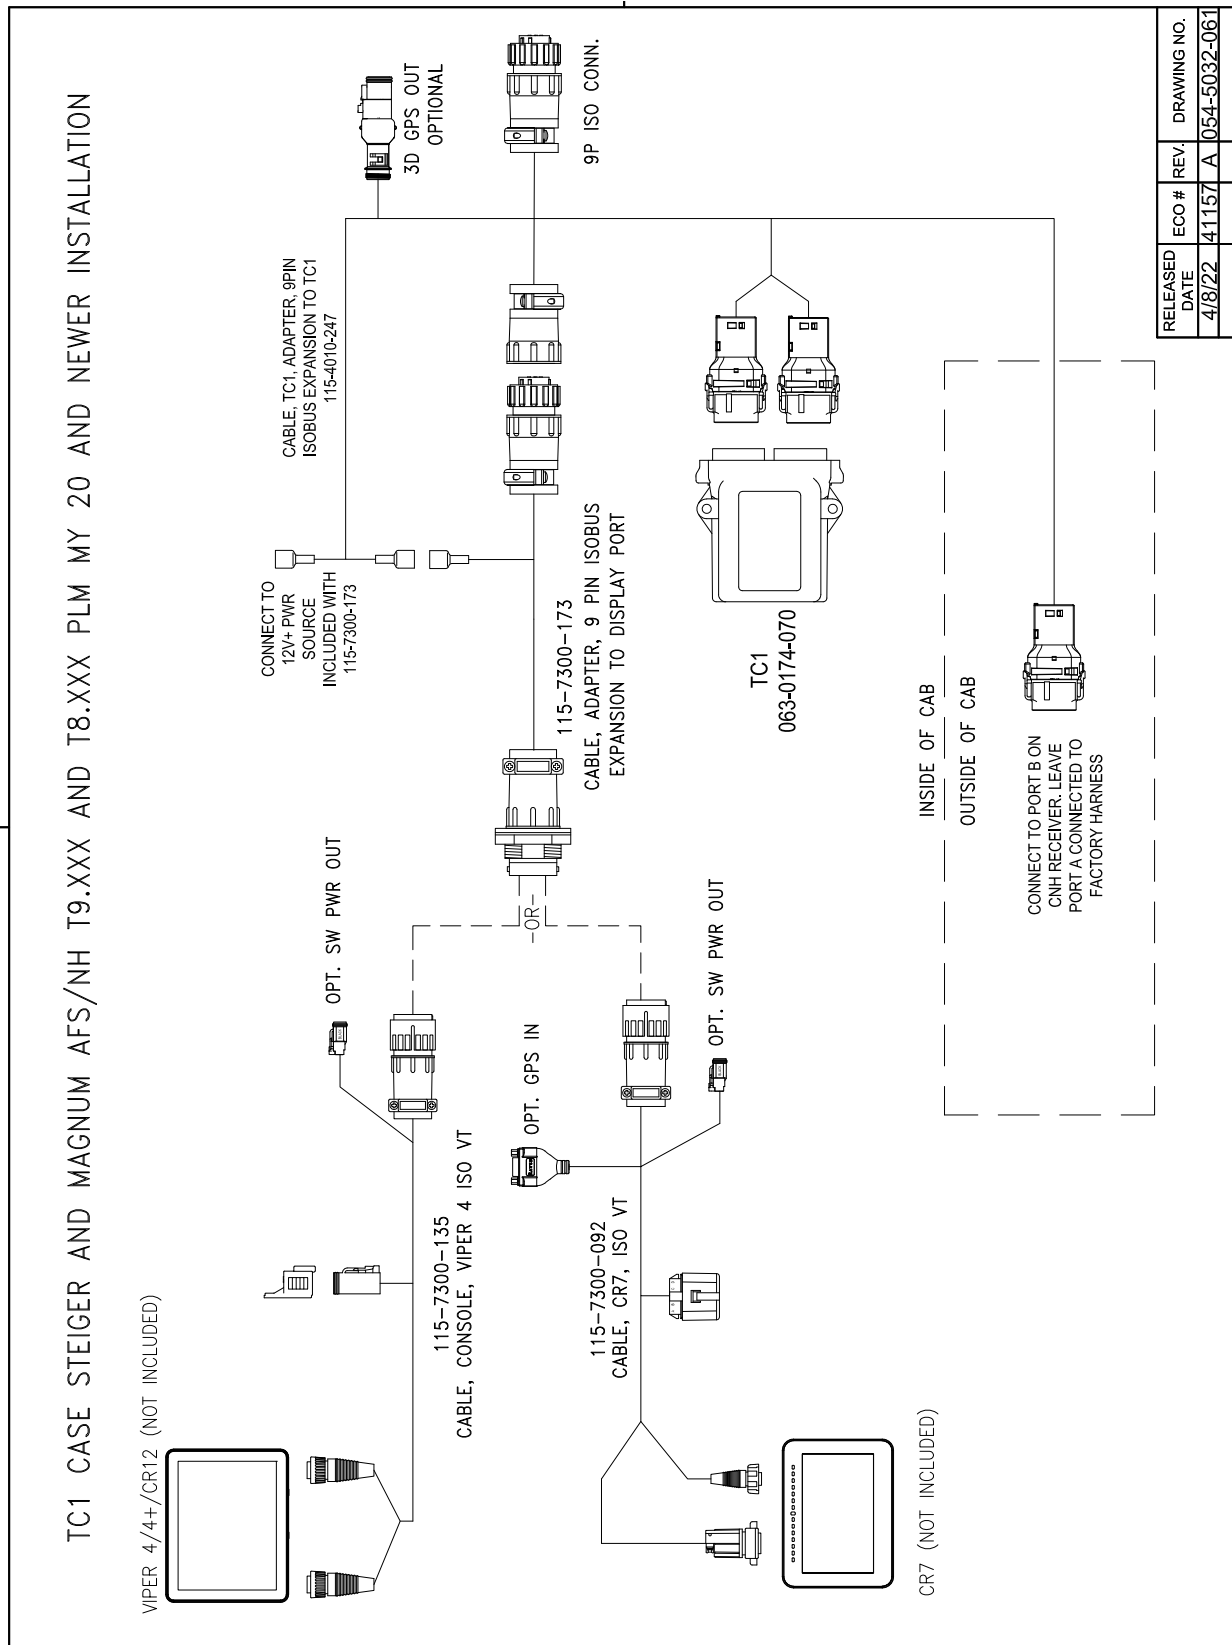 TC1 CASE STEIGER AND MAGNUM AFS/NH T9.XXX AND T8.XXX PLM MY 20 AND NEWER INSTALLATION
VIPER 4/4+/CR12 (NOT INCLUDED)
115-7300-135
CABLE, CONSOLE, VIPER 4 ISO VT
OPT. SW PWR OUT
OPT. GPS IN
115-7300-092
CABLE, CR7, ISO VT
OPT. SW PWR OUT
CR7 (NOT INCLUDED)
-OR-
CONNECT TO
12V+ PWR
SOURCE
INCLUDED WITH
115-7300-173
CABLE, TC1, ADAPTER, 9PIN
ISOBUS EXPANSION TO TC1
115-4010-247
3D GPS OUT
OPTIONAL
9P ISO CONN.
115-7300-173
CABLE, ADAPTER, 9 PIN ISOBUS
EXPANSION TO DISPLAY PORT
TC1
063-0174-070
INSIDE OF CAB
OUTSIDE OF CAB
CONNECT TO PORT B ON
CNH RECEIVER. LEAVE
PORT A CONNECTED TO
FACTORY HARNESS
RELEASED
DATE
ECO #
REV.
DRAWING NO.
4/8/22
41157
A
054-5032-061